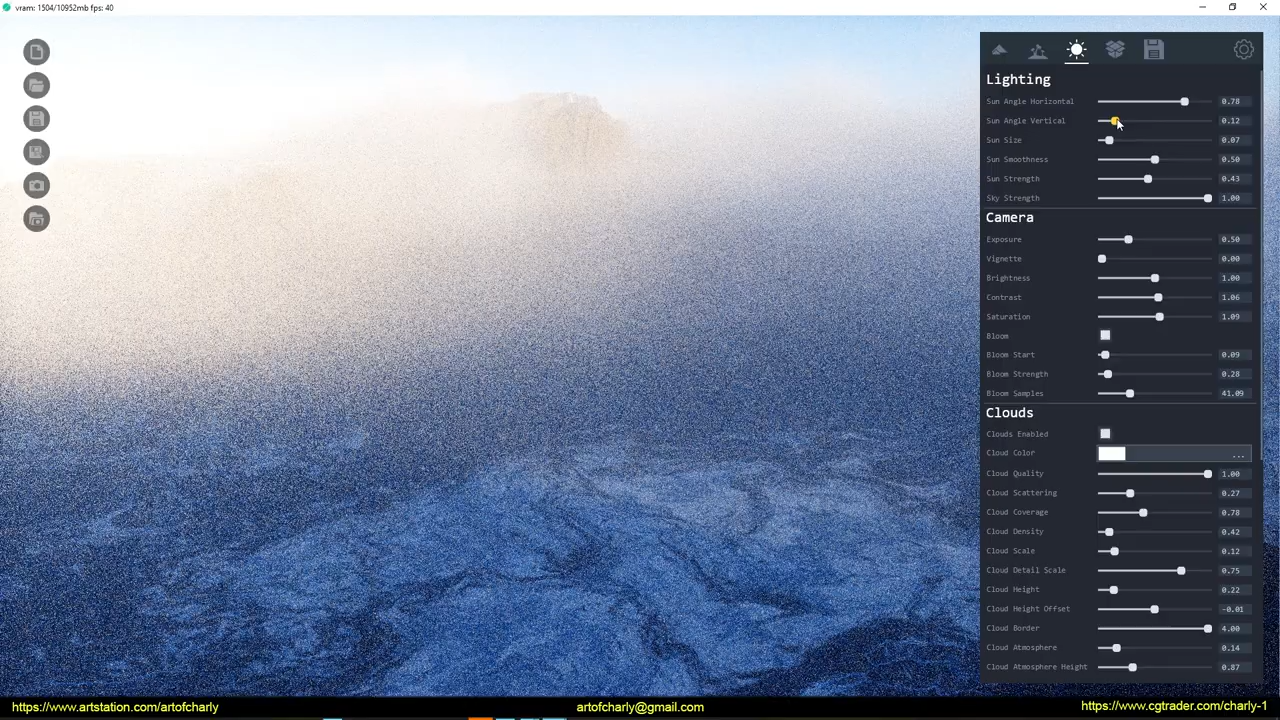 vram: 1504/10952mb fps: 40
Lighting
Sun Angle Horizontal 0.78
Sun Angle Vertical 0.12
Sun Size 0.07
Sun Smoothness 0.50
Sun Strength 0.43
Sky Strength 1.00
Camera
Exposure 0.50
Vignette 0.00
Brightness 1.00
Contrast 1.06
Saturation 1.09
Bloom
Bloom Start 0.09
Bloom Strength 0.28
Bloom Samples 41.09
Clouds
Clouds Enabled
Cloud Color ...
Cloud Quality 1.00
Cloud Scattering 0.27
Cloud Coverage 0.78
Cloud Density 0.42
Cloud Scale 0.12
Cloud Detail Scale 0.75
Cloud Height 0.22
Cloud Height Offset -0.01
Cloud Border 4.00
Cloud Atmosphere 0.14
Cloud Atmosphere Height 0.87
https://www.artstation.com/artofcharly artofcharly@gmail.com https://www.cgtrader.com/charly-1